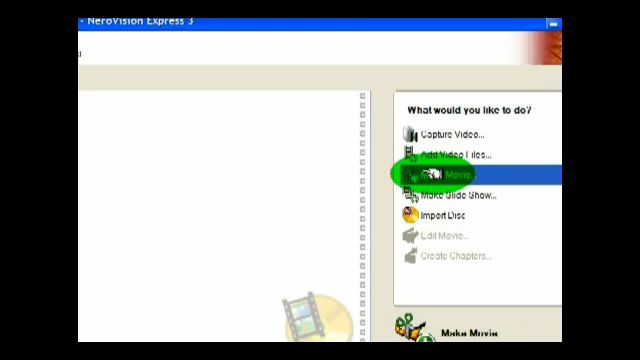 - NeroVision Express 3
What would you like to do?
Capture Video...
Add Video Files...
Movie...
Make Slide Show...
Import Disc
Edit Movie...
Create Chapters...
Make Movie